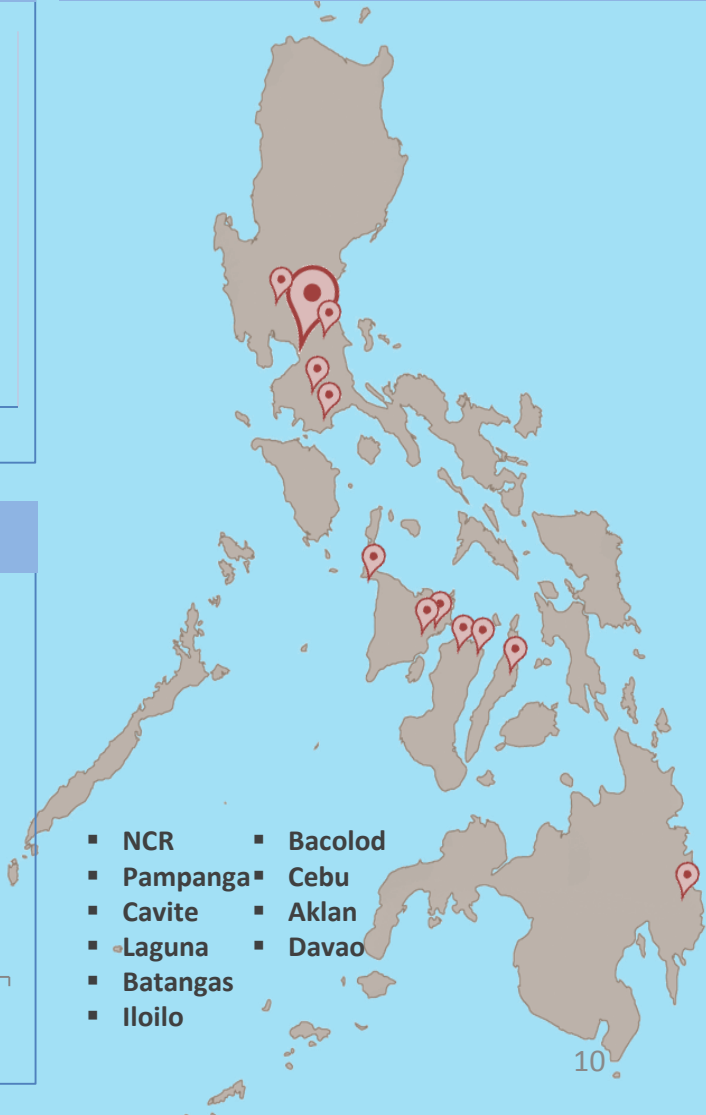 ▪ NCR
▪ Pampanga
▪ Cavite
▪ Laguna
▪ Batangas
▪ Iloilo
▪ Bacolod
▪ Cebu
▪ Aklan
▪ Davao
10